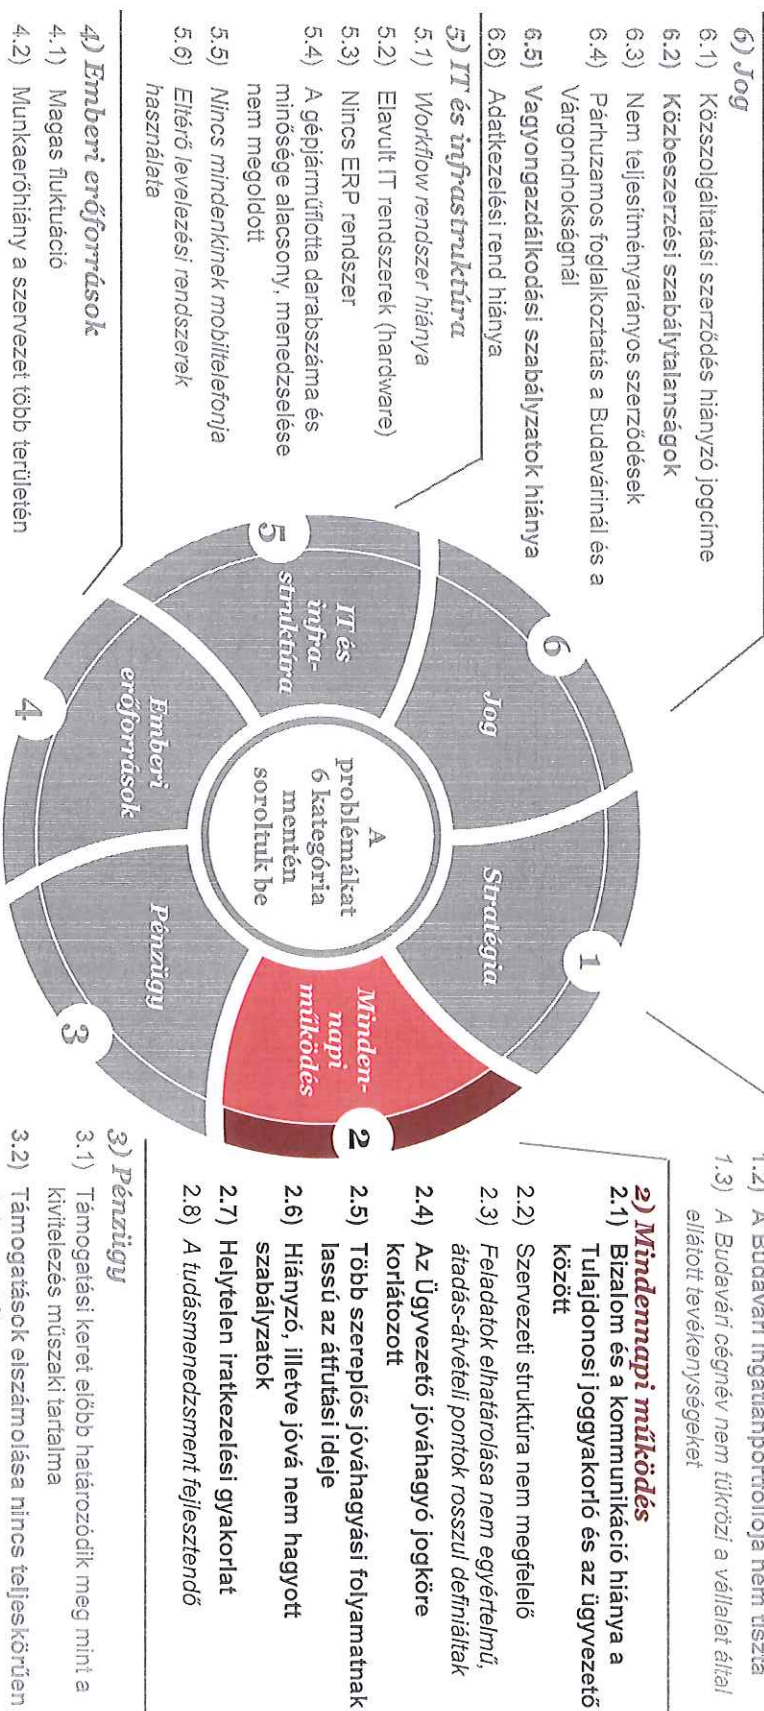 6) Jog
6.1) Közszolgáltatási szerződés hiányzó jogcíme
6.2) Közbeszerzési szabálytalanságok
6.3) Nem teljesítményarányos szerződések
6.4) Párhuzamos foglalkoztatás a Budavárinál és a
Várgondnokságnál
6.5) Vagyongazdálkodási szabályzatok hiánya
6.6) Adatkezelési rend hiánya
5) IT és infrastruktúra
5.1) Workflow rendszer hiánya
5.2) Elavult IT rendszerek (hardware)
5.3) Nincs ERP rendszer
5.4) A gépjárműflotta darabszáma és
minősége alacsony, menedzselése
nem megoldott
5.5) Nincs mindenkinek mobiltelefonja
5.6) Eltérő levelezési rendszerek
használata
4) Emberi erőforrások
4.1) Magas fluktuáció
4.2) Munkaerőhiány a szervezet több területén
6
Jog
5
IT és
infra-
struktúra
4
Emberi
erőforrások
A
problémákat
6 kategória
mentén
soroltuk be
1
Stratégia
2
Minden-
napi
működés
3
Pénzügy
1.2) A Budavári ingatlanportfoliója nem tiszta
1.3) A Budavári cégnév nem tükrözi a vállalat által
ellátott tevékenységeket
2) Mindennapi működés
2.1) Bizalom és a kommunikáció hiánya a
Tulajdonosi joggyakorló és az ügyvezető
között
2.2) Szervezeti struktúra nem megfelelő
2.3) Feladatok elhatárolása nem egyértelmű,
átadás-átvételi pontok rosszul definiáltak
2.4) Az Ügyvezető jóváhagyó jogköre
korlátozott
2.5) Több szereplős jóváhagyási folyamatnak
lassú az átfutási ideje
2.6) Hiányzó, illetve jóvá nem hagyott
szabályzatok
2.7) Helytelen iratkezelési gyakorlat
2.8) A tudásmenedzsment fejlesztendő
3) Pénzügy
3.1) Támogatási keret előbb határozódik meg mint a
kivitelezés műszaki tartalma
3.2) Támogatások elszámolása nincs teljeskörűen